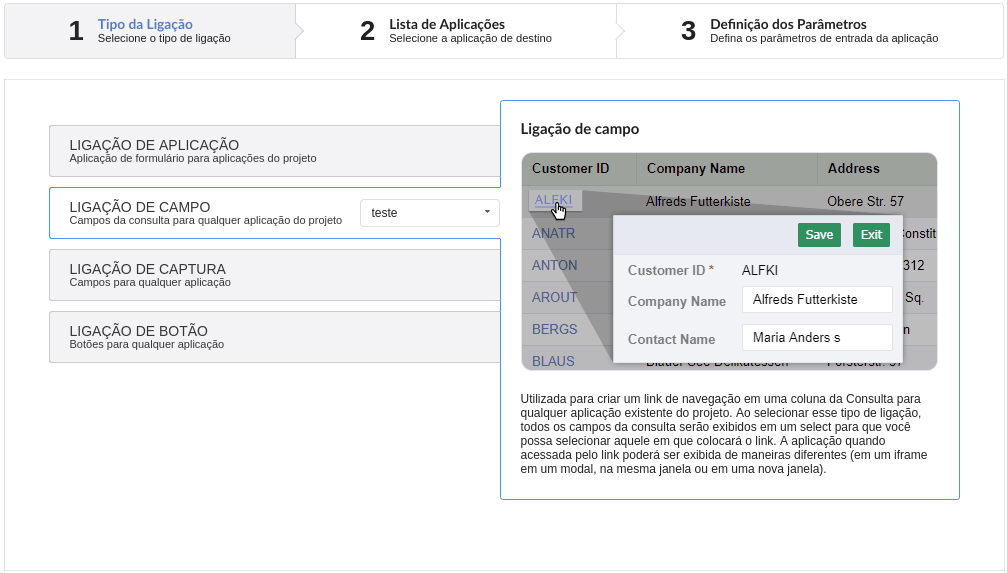 1
Tipo da Ligação
Selecione o tipo de ligação
2
Lista de Aplicações
Selecione a aplicação de destino
3
Definição dos Parâmetros
Defina os parâmetros de entrada da aplicação
LIGAÇÃO DE APLICAÇÃO
Aplicação de formulário para aplicações do projeto
LIGAÇÃO DE CAMPO
Campos da consulta para qualquer aplicação do projeto
teste
LIGAÇÃO DE CAPTURA
Campos para qualquer aplicação
LIGAÇÃO DE BOTÃO
Botões para qualquer aplicação
Ligação de campo
Customer ID Company Name Address
ALFKI Alfreds Futterkiste Obere Str. 57
ANATR Constit
ANTON 312
AROUT Sq.
BERGS n
BLAUS Blauer See Delikatessen Forsterstr. 57
Save Exit
Customer ID * ALFKI
Company Name Alfreds Futterkiste
Contact Name Maria Anders s
Utilizada para criar um link de navegação em uma coluna da Consulta para
qualquer aplicação existente do projeto. Ao selecionar esse tipo de ligação,
todos os campos da consulta serão exibidos em um select para que você
possa selecionar aquele em que colocará o link. A aplicação quando
acessada pelo link poderá ser exibida de maneiras diferentes (em um iframe
em um modal, na mesma janela ou em uma nova janela).